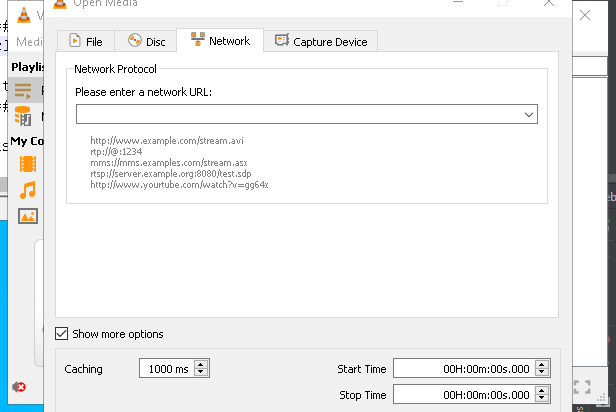 Open Media
File
Disc
Network
Capture Device
Network Protocol
Please enter a network URL:
http://www.example.com/stream.avi
rtp://@:1234
mms://mms.examples.com/stream.asx
rtsp://server.example.org:8080/test.sdp
http://www.yourtube.com/watch?v=gg64x
Show more options
Caching
1000 ms
Start Time
00H:00m:00s.000
Stop Time
00H:00m:00s.000
Medi
Playlis
My Co